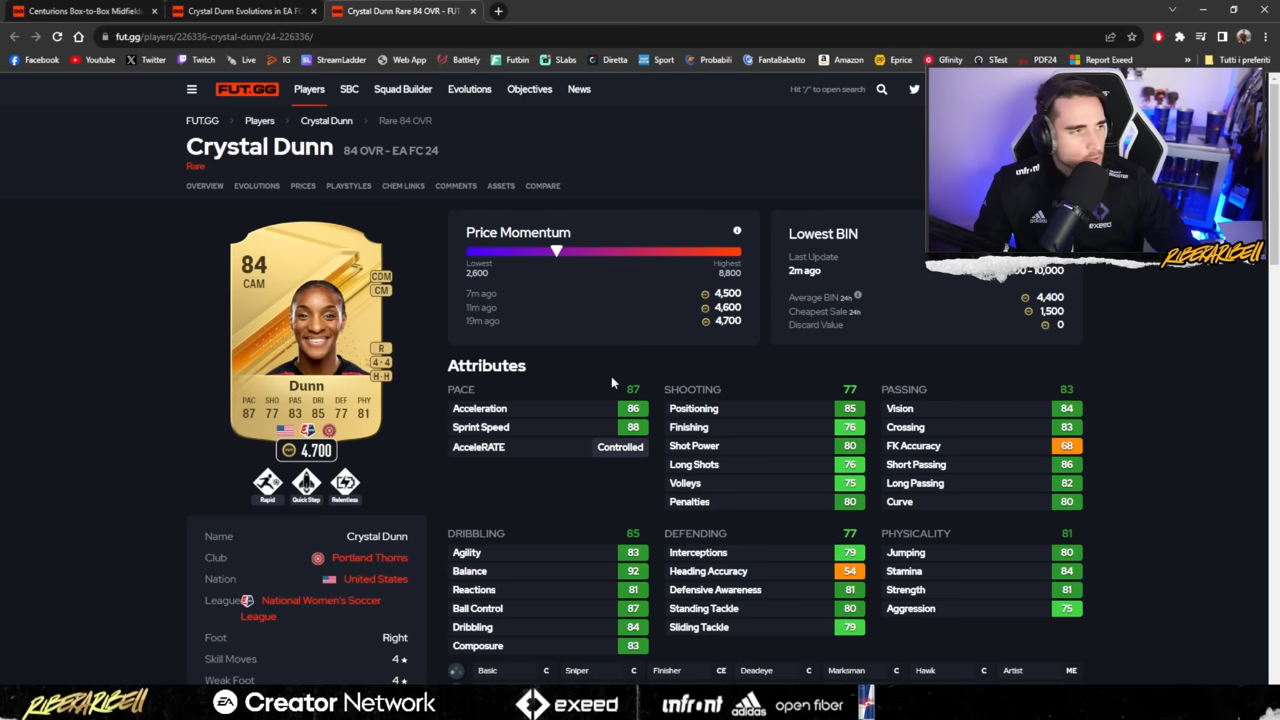 Centurions Box-to-Box Midfield
Crystal Dunn Evolutions in EA FC
Crystal Dunn Rare 84 OVR - FUT
fut.gg/players/226336-crystal-dunn/24-226336/
Facebook Youtube Twitter Twitch Live IG StreamLadder Web App Battlefy Futbin SLabs Diretta Sport Probabili FantaBabatto Amazon Eprice Gfinity STest PDF24 Report Exeed » Tutti i preferiti
FUT.GG Players SBC Squad Builder Evolutions Objectives News Hit "/" to open search
FUT.GG Players Crystal Dunn Rare 84 OVR
Crystal Dunn 84 OVR - EA FC 24
Rare
OVERVIEW EVOLUTIONS PRICES PLAYSTYLES CHEM LINKS COMMENTS ASSETS COMPARE
84
CAM
CDM
CM
R
4-4
H-H
Dunn
PAC SHO PAS DRI DEF PHY
87 77 83 85 77 81
4.700
Rapid Quick Step Relentless
Name Crystal Dunn
Club Portland Thorns
Nation United States
League National Women's Soccer
League
Foot Right
Skill Moves 4★
Weak Foot 4★
Price Momentum
Lowest Highest
2,600 8,800
7m ago 4,500
11m ago 4,600
19m ago 4,700
Lowest BIN
Last Update
2m ago
10,000
Average BIN 24h 4,400
Cheapest Sale 24h 1,500
Discard Value 0
Attributes
PACE 87
Acceleration 86
Sprint Speed 88
AcceleRATE Controlled
SHOOTING 77
Positioning 85
Finishing 76
Shot Power 80
Long Shots 76
Volleys 75
Penalties 80
PASSING 83
Vision 84
Crossing 83
FK Accuracy 68
Short Passing 86
Long Passing 82
Curve 80
DRIBBLING 85
Agility 83
Balance 92
Reactions 81
Ball Control 87
Dribbling 84
Composure 83
DEFENDING 77
Interceptions 79
Heading Accuracy 54
Defensive Awareness 81
Standing Tackle 80
Sliding Tackle 79
PHYSICALITY 81
Jumping 80
Stamina 84
Strength 81
Aggression 75
Basic C Sniper C Finisher CE Deadeye C Marksman C Hawk C Artist ME
infront
adidas
exeed
RIBERARIBELL
RIBERARIBELL EA Creator Network exeed infront adidas open fiber